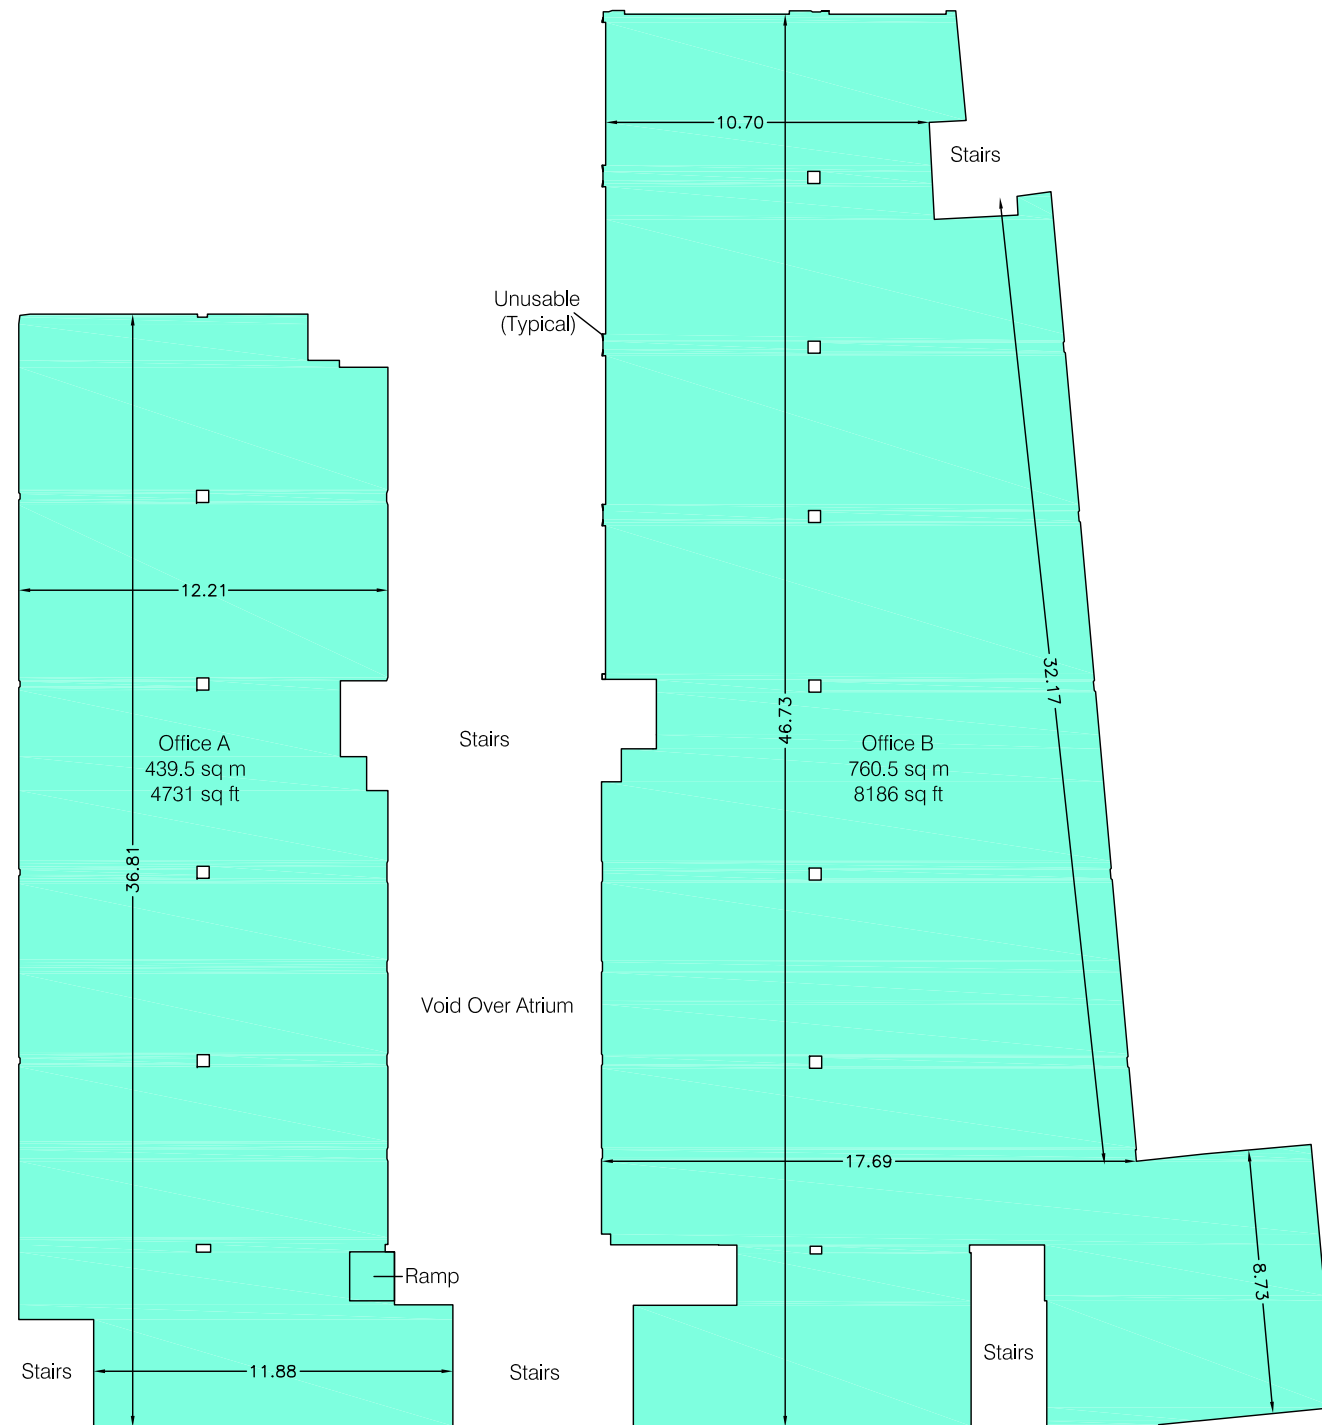 10.70
Stairs
Unusable
(Typical)
12.21
32.17
46.73
Stairs
Office A
439.5 sq m
4731 sq ft
Office B
760.5 sq m
8186 sq ft
36.81
Void Over Atrium
17.69
Ramp
8.73
Stairs
11.88
Stairs
Stairs